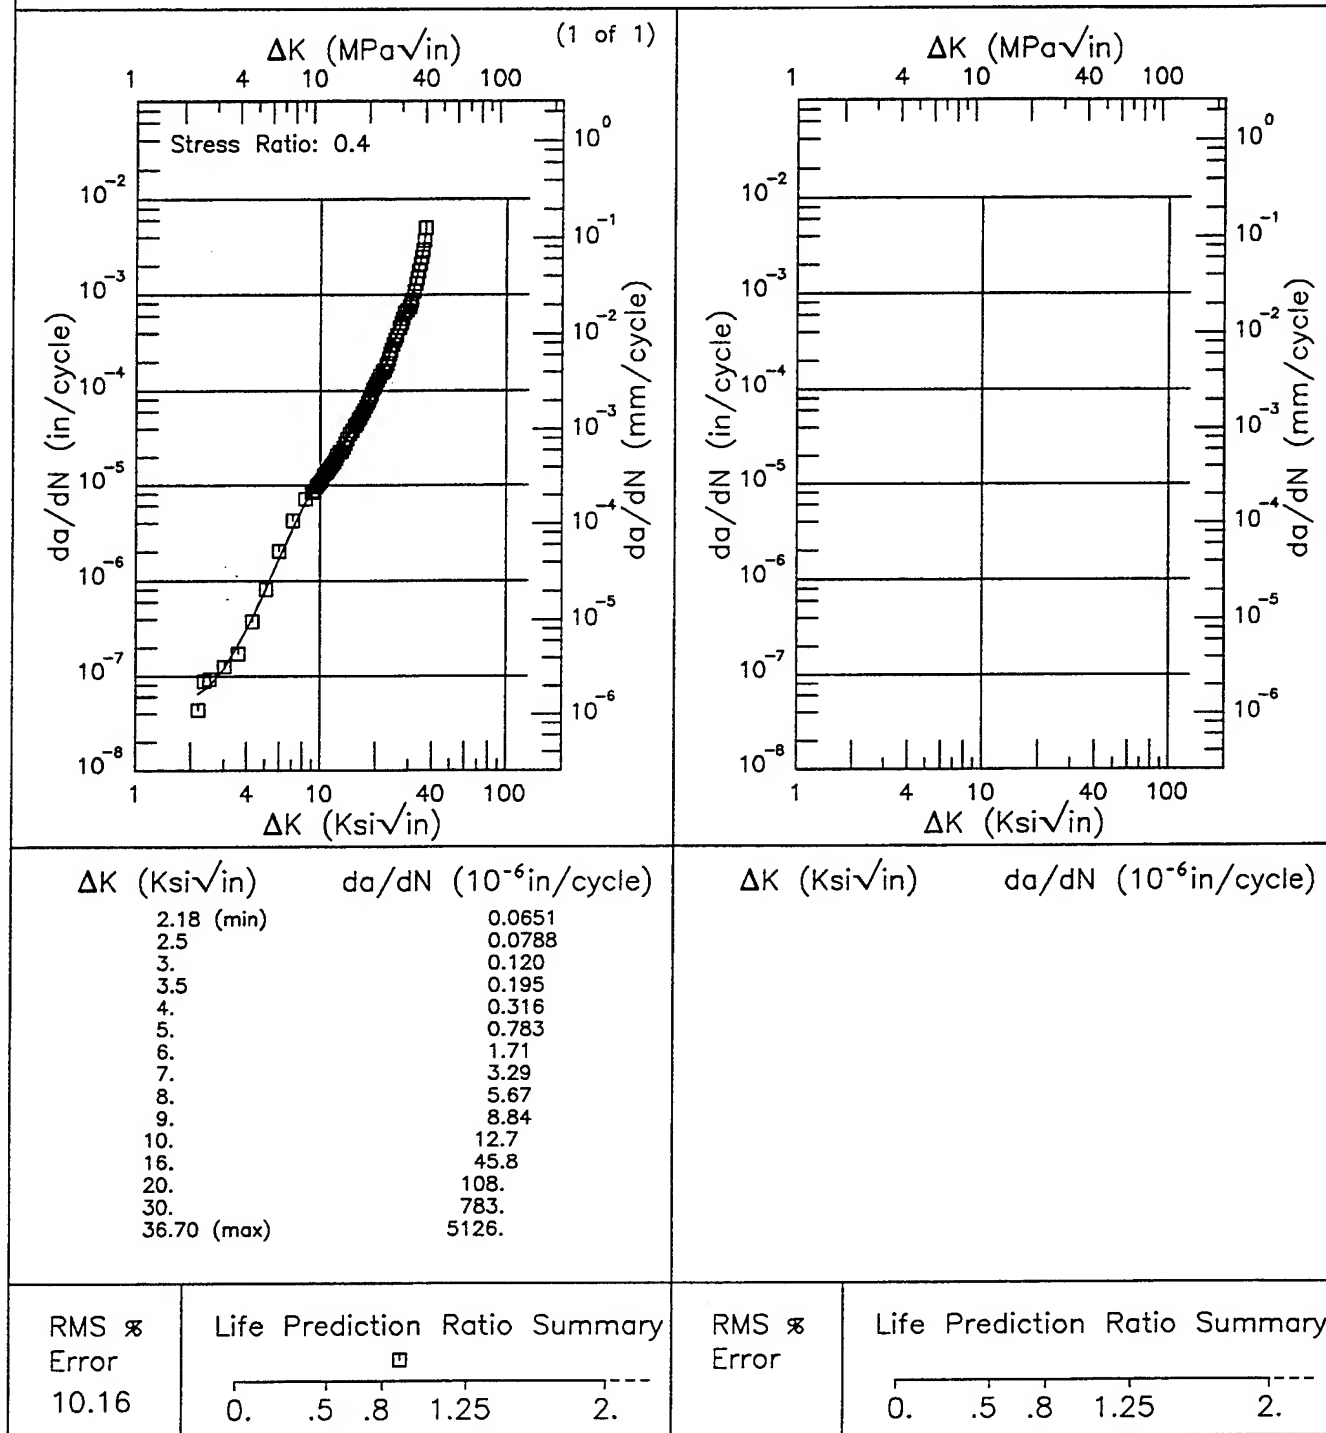 (1 of 1)
ΔK (MPa√in)
1 4 10 40 100
Stress Ratio: 0.4
da/dN (in/cycle)
10⁻²
10⁻³
10⁻⁴
10⁻⁵
10⁻⁶
10⁻⁷
10⁻⁸
10⁰
10⁻¹
10⁻²
10⁻³
10⁻⁴
10⁻⁵
10⁻⁶
da/dN (mm/cycle)
1 4 10 40 100
ΔK (Ksi√in)
ΔK (MPa√in)
1 4 10 40 100
da/dN (in/cycle)
10⁻²
10⁻³
10⁻⁴
10⁻⁵
10⁻⁶
10⁻⁷
10⁻⁸
10⁰
10⁻¹
10⁻²
10⁻³
10⁻⁴
10⁻⁵
10⁻⁶
da/dN (mm/cycle)
1 4 10 40 100
ΔK (Ksi√in)
ΔK (Ksi√in) da/dN (10⁻⁶in/cycle)
2.18 (min) 0.0651
2.5 0.0788
3. 0.120
3.5 0.195
4. 0.316
5. 0.783
6. 1.71
7. 3.29
8. 5.67
9. 8.84
10. 12.7
16. 45.8
20. 108.
30. 783.
36.70 (max) 5126.
ΔK (Ksi√in) da/dN (10⁻⁶in/cycle)
RMS %
Error
10.16
Life Prediction Ratio Summary
0. .5 .8 1.25 2.
RMS %
Error
Life Prediction Ratio Summary
0. .5 .8 1.25 2.